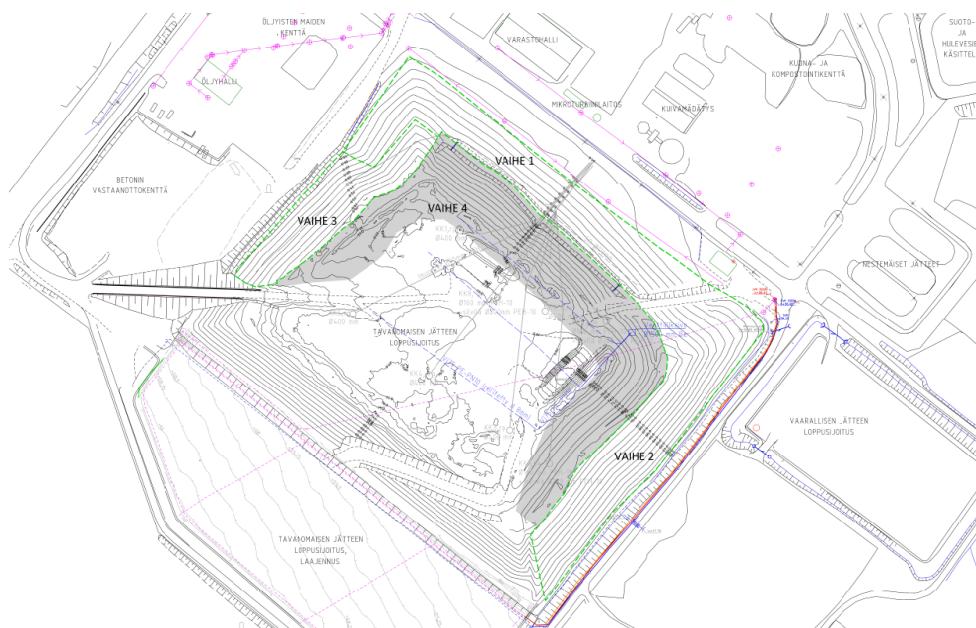 ÖLJYISTEN MAIDEN
KENTTÄ
VARASTOHALLI
SUOTO-
JA
HULEVESIE
KÄSITTEL
KUONA- JA
KOMPOSTOINTIKENTTÄ
ÖLJYHALLI
MIKROTURBIINILAITOS
KUIVAMÄDÄTYS
VAIHE 1
BETONIN
VASTAANOTTOKENTTÄ
VAIHE 3
VAIHE 4
NESTEMÄISET JÄTTEET
TAVANOMAISEN JÄTTEEN
LOPPUSIJOITUS
VAARALLISEN JÄTTEEN
LOPPUSIJOITUS
VAIHE 2
TAVANOMAISEN JÄTTEEN
LOPPUSIJOITUS,
LAAJENNUS